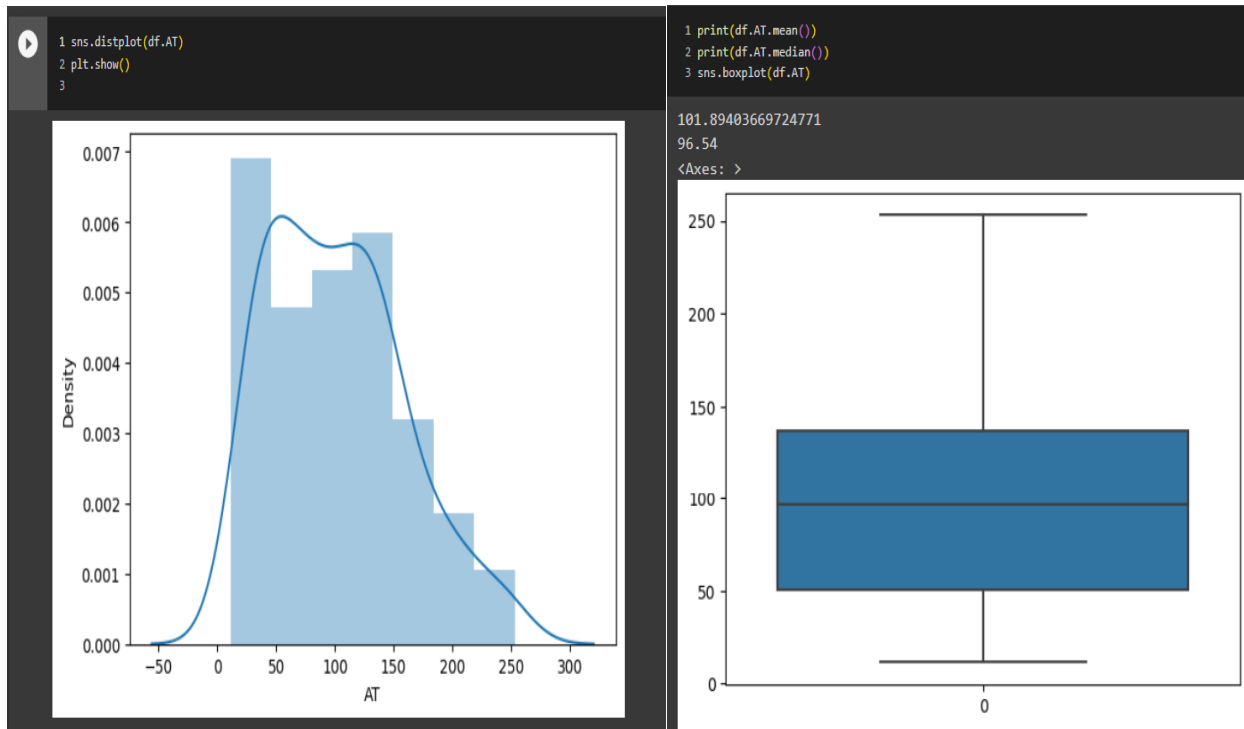 1 sns.distplot(df.AT)
2 plt.show()
3
0.007
0.006
0.005
0.004
0.003
0.002
0.001
0.000
Density
−50 0 50 100 150 200 250 300
AT
1 print(df.AT.mean())
2 print(df.AT.median())
3 sns.boxplot(df.AT)
101.89403669724771
96.54
<Axes: >
250
200
150
100
50
0
0